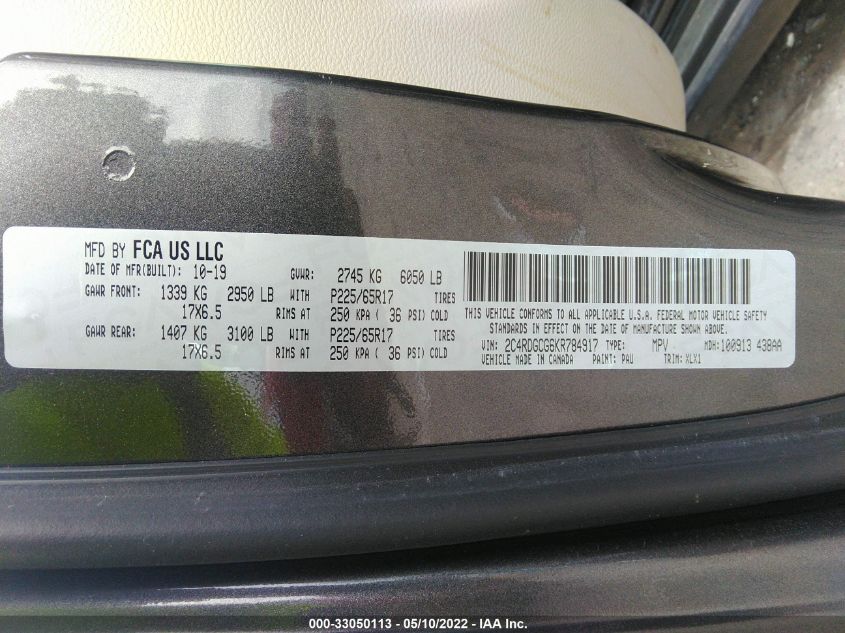 MFD BY FCA US LLC
DATE OF MFR(BUILT): 10-19 GVWR: 2745 KG 6050 LB
GAWR FRONT: 1339 KG 2950 LB WITH P225/65R17 TIRES
17X6.5 RIMS AT 250 KPA ( 36 PSI) COLD
GAWR REAR: 1407 KG 3100 LB WITH P225/65R17 TIRES
17X6.5 RIMS AT 250 KPA ( 36 PSI) COLD
THIS VEHICLE CONFORMS TO ALL APPLICABLE U.S.A. FEDERAL MOTOR VEHICLE SAFETY
STANDARDS IN EFFECT ON THE DATE OF MANUFACTURE SHOWN ABOVE.
VIN: 2C4RDGCG6KR784917 TYPE: MPV MDH: 100913 438AA
VEHICLE MADE IN CANADA PAINT: PAU TRIM: XLX1
000-33050113 - 05/10/2022 - IAA Inc.